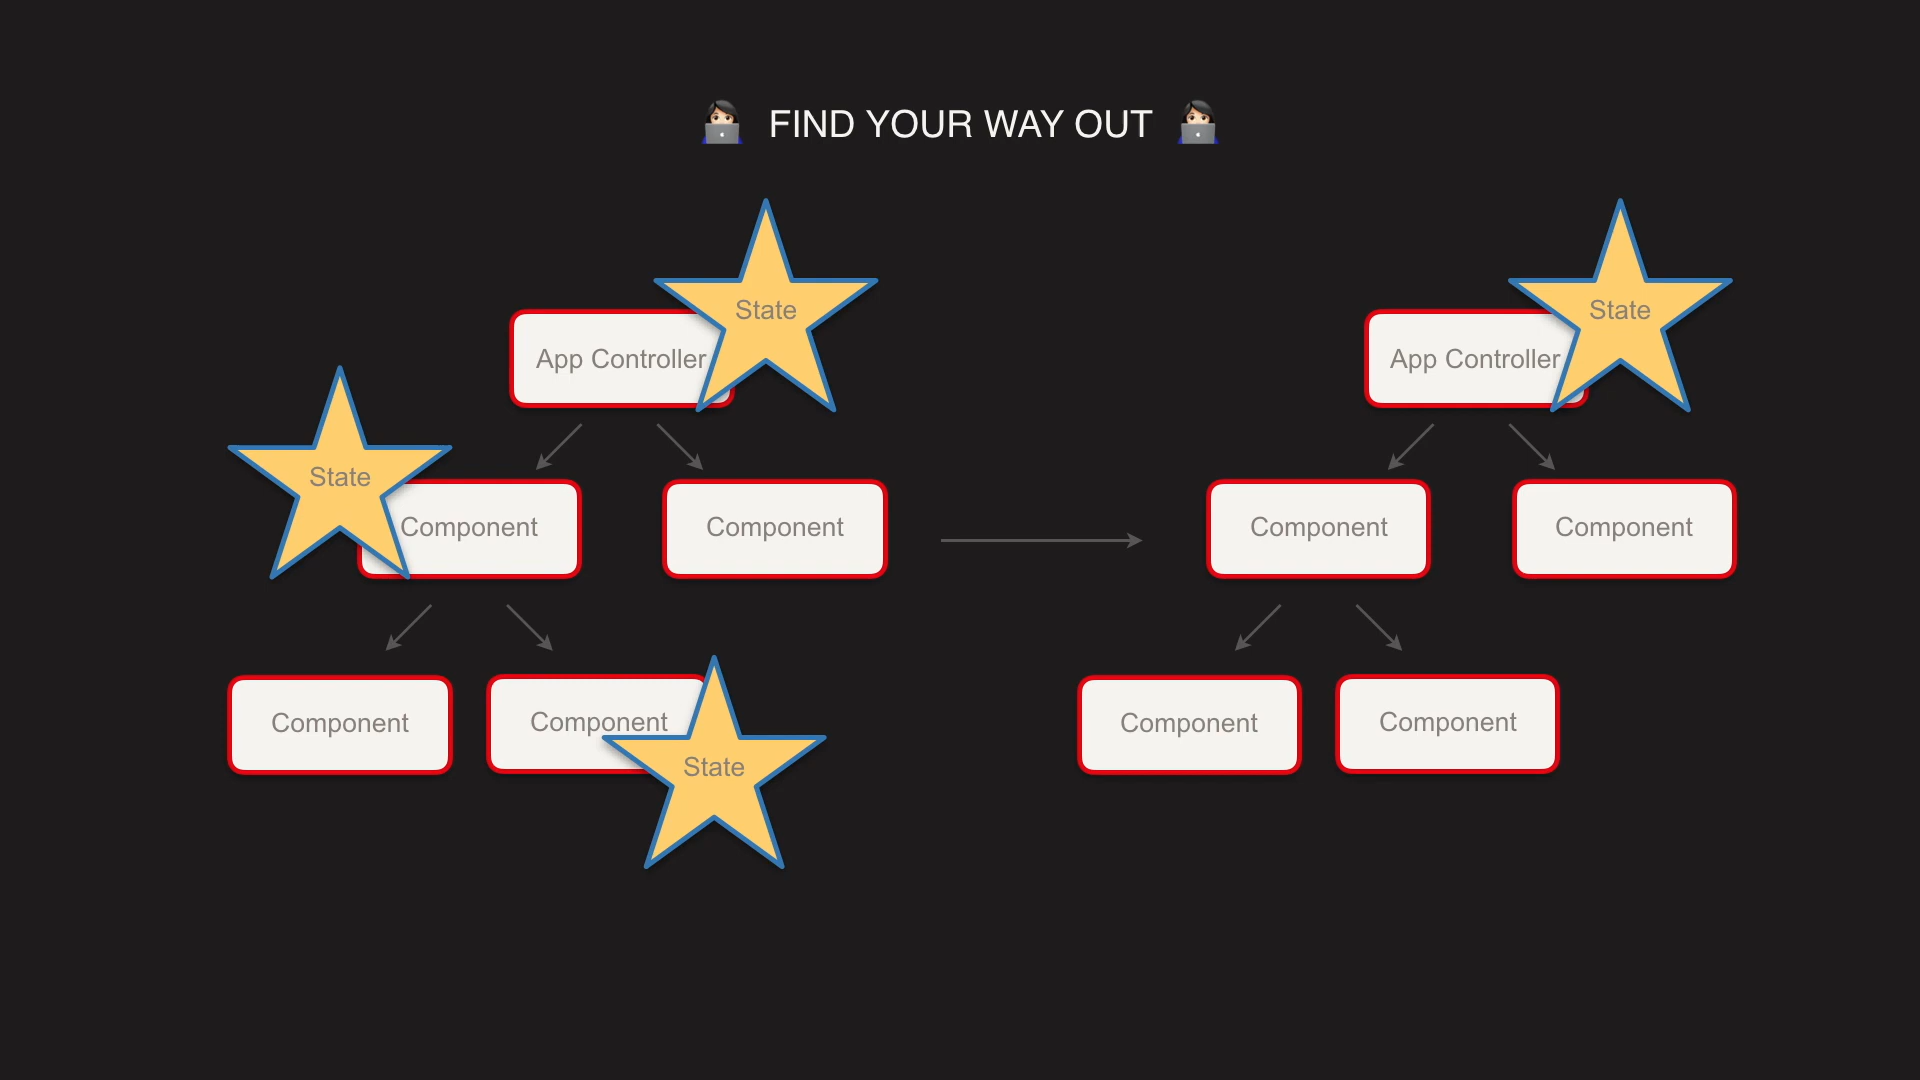 FIND YOUR WAY OUT
State
App Controller
State
Component
Component
Component
Component
State
State
App Controller
Component
Component
Component
Component